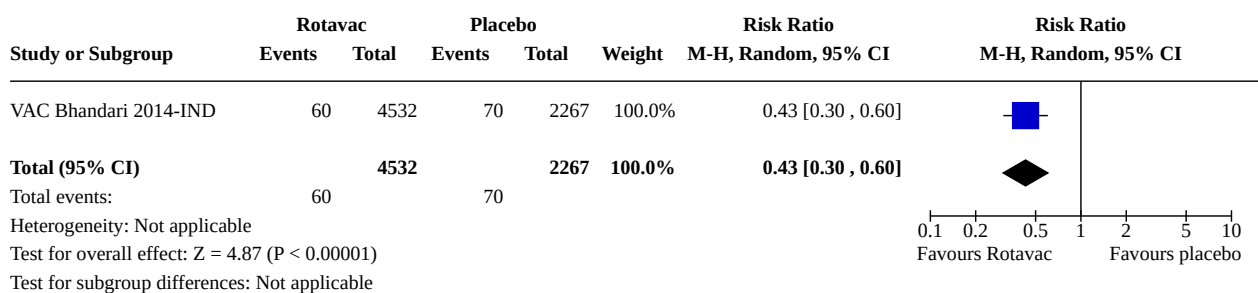 Rotavac Placebo Risk Ratio Risk Ratio
Study or Subgroup Events Total Events Total Weight M-H, Random, 95% CI M-H, Random, 95% CI
VAC Bhandari 2014-IND 60 4532 70 2267 100.0% 0.43 [0.30 , 0.60]
Total (95% CI) 4532 2267 100.0% 0.43 [0.30 , 0.60]
Total events: 60 70
Heterogeneity: Not applicable
0.1 0.2 0.5 1 2 5 10
Test for overall effect: Z = 4.87 (P < 0.00001) Favours Rotavac Favours placebo
Test for subgroup differences: Not applicable